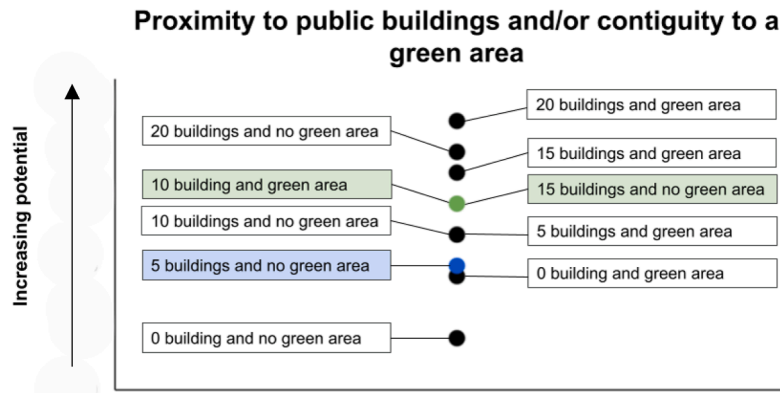 Proximity to public buildings and/or contiguity to a
green area
Increasing potential
20 buildings and green area
20 buildings and no green area
15 buildings and green area
10 building and green area
15 buildings and no green area
10 buildings and no green area
5 buildings and green area
5 buildings and no green area
0 building and green area
0 building and no green area